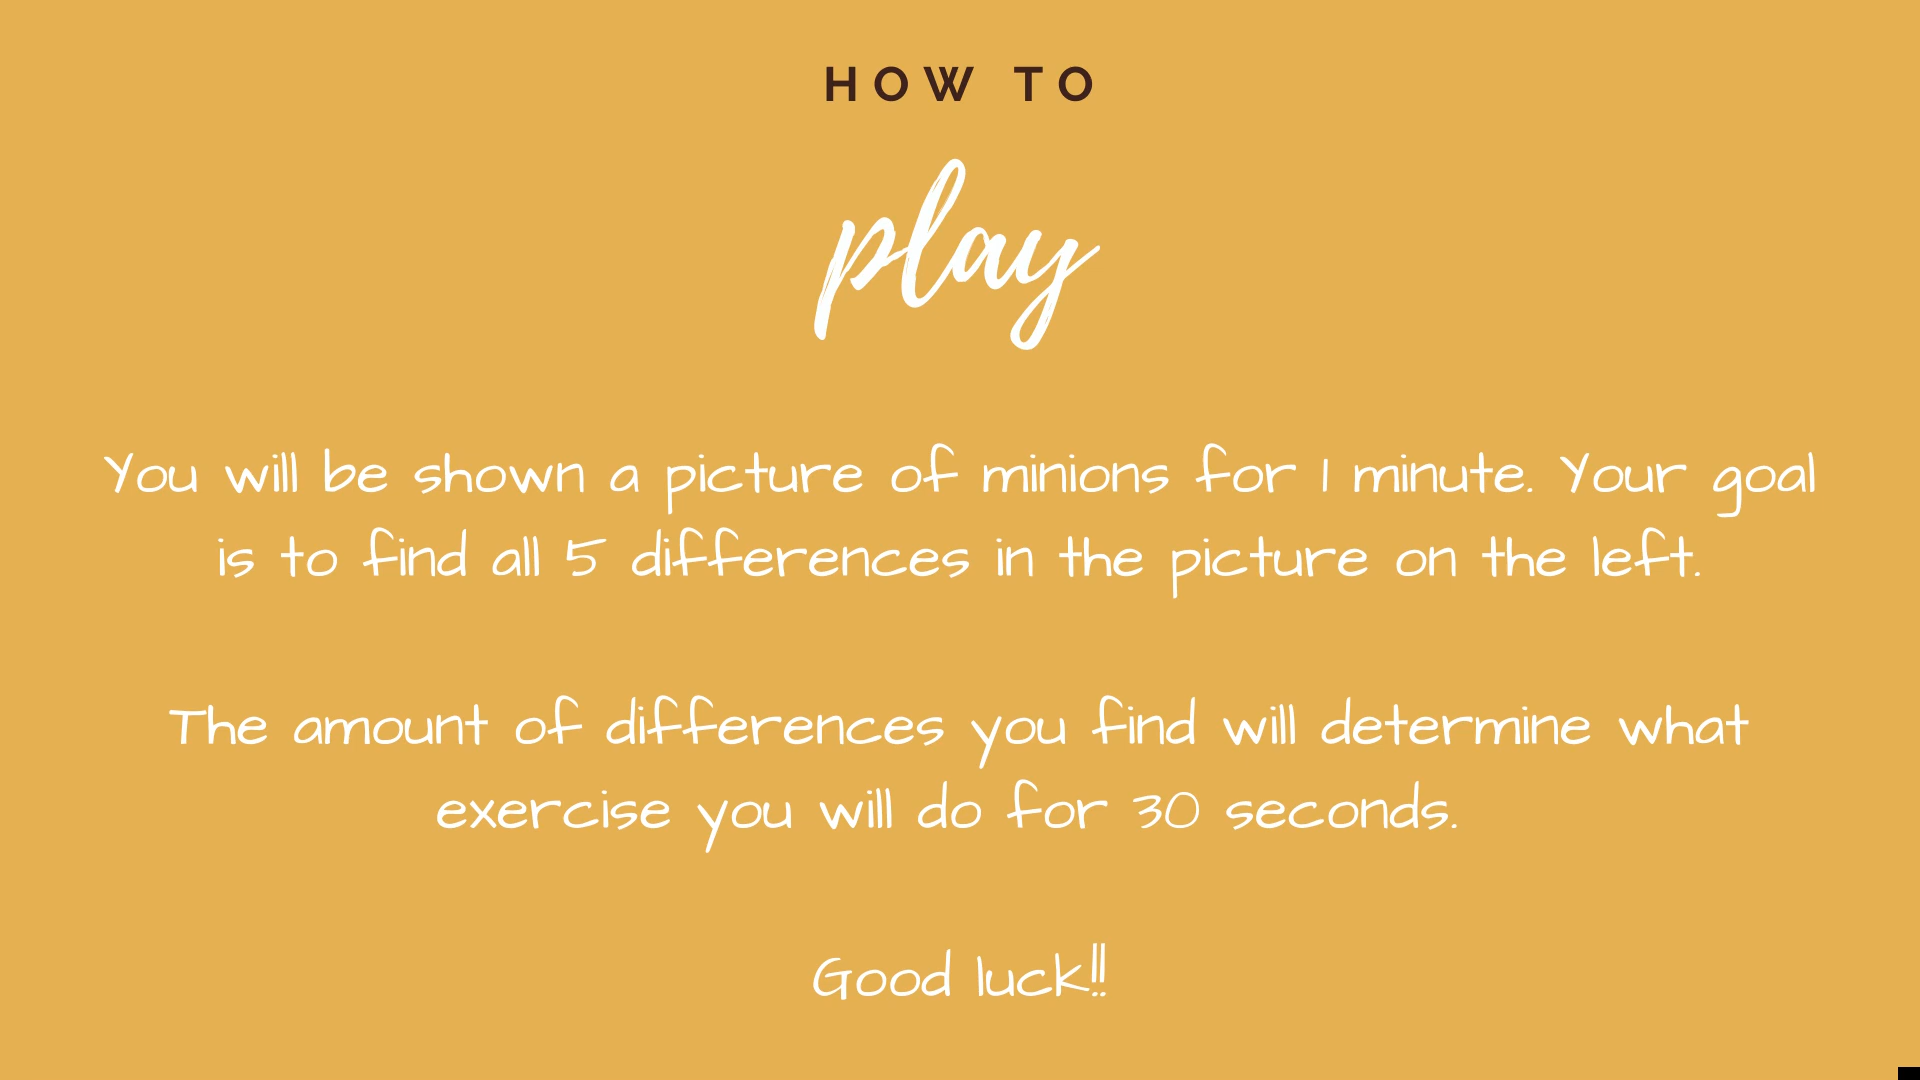 HOW TO
play
You will be shown a picture of minions for 1 minute. Your goal
is to find all 5 differences in the picture on the left.
The amount of differences you find will determine what
exercise you will do for 30 seconds.
Good luck!!